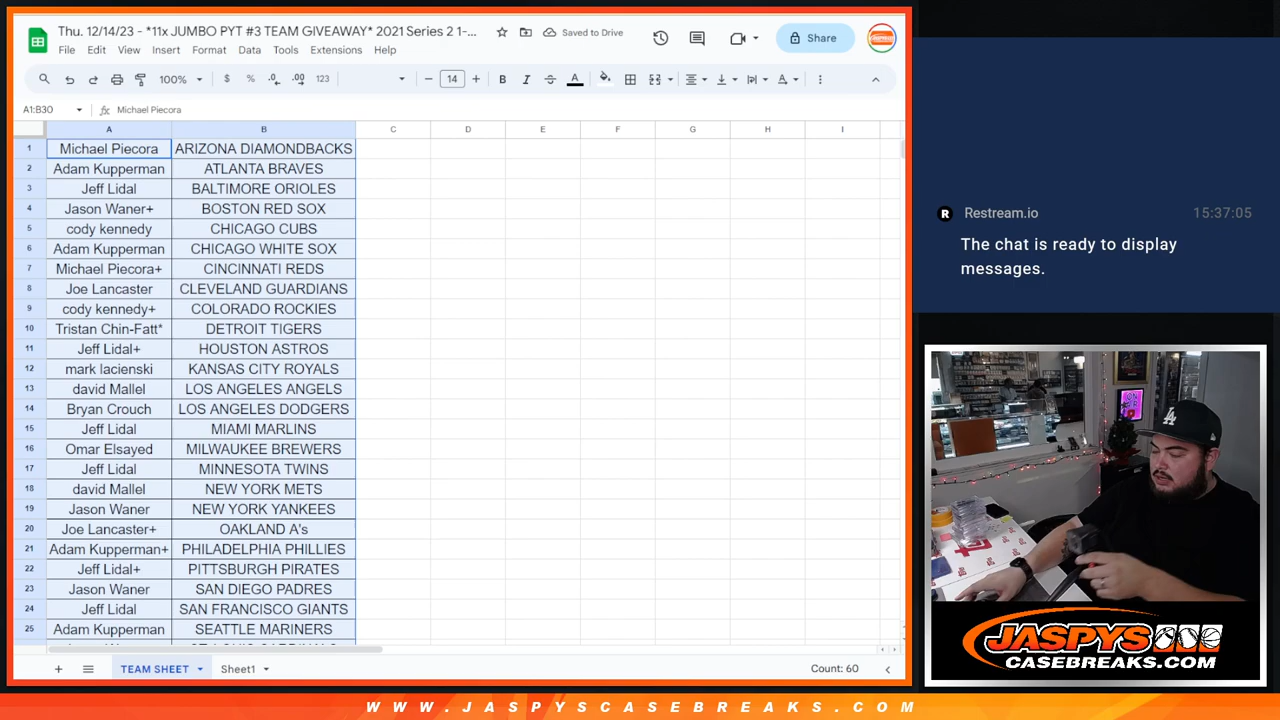 Thu. 12/14/23 - *11x JUMBO PYT #3 TEAM GIVEAWAY* 2021 Series 2 1-...
Saved to Drive
Share
File Edit View Insert Format Data Tools Extensions Help
100% $ % .0 .00 123 14 B I S A
A1:B30 fx Michael Piecora
A B C D E F G H I
1 Michael Piecora ARIZONA DIAMONDBACKS
2 Adam Kupperman ATLANTA BRAVES
3 Jeff Lidal BALTIMORE ORIOLES
4 Jason Waner+ BOSTON RED SOX
5 cody kennedy CHICAGO CUBS
6 Adam Kupperman CHICAGO WHITE SOX
7 Michael Piecora+ CINCINNATI REDS
8 Joe Lancaster CLEVELAND GUARDIANS
9 cody kennedy+ COLORADO ROCKIES
10 Tristan Chin-Fatt* DETROIT TIGERS
11 Jeff Lidal+ HOUSTON ASTROS
12 mark lacienski KANSAS CITY ROYALS
13 david Mallel LOS ANGELES ANGELS
14 Bryan Crouch LOS ANGELES DODGERS
15 Jeff Lidal MIAMI MARLINS
16 Omar Elsayed MILWAUKEE BREWERS
17 Jeff Lidal MINNESOTA TWINS
18 david Mallel NEW YORK METS
19 Jason Waner NEW YORK YANKEES
20 Joe Lancaster+ OAKLAND A's
21 Adam Kupperman+ PHILADELPHIA PHILLIES
22 Jeff Lidal+ PITTSBURGH PIRATES
23 Jason Waner SAN DIEGO PADRES
24 Jeff Lidal SAN FRANCISCO GIANTS
25 Adam Kupperman SEATTLE MARINERS
TEAM SHEET Sheet1 Count: 60
R Restream.io 15:37:05
The chat is ready to display
messages.
LA
JASPYS
CASEBREAKS.COM
WWW.JASPYSCASEBREAKS.COM